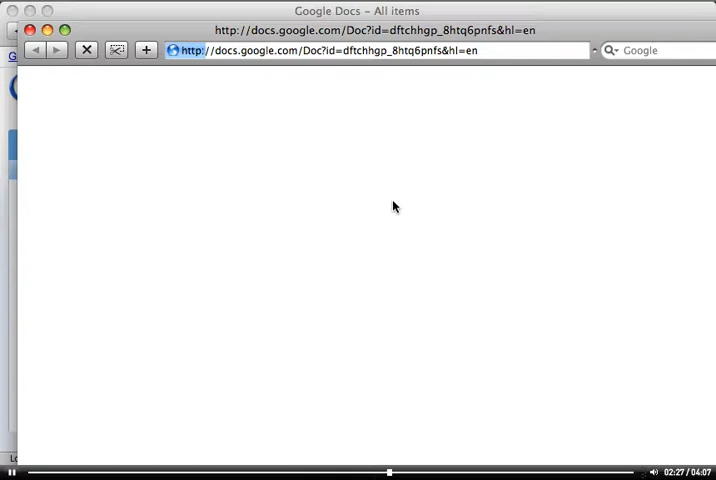 Google Docs – All items
http://docs.google.com/Doc?id=dftchhgp_8htq6pnfs&hl=en
http://docs.google.com/Doc?id=dftchhgp_8htq6pnfs&hl=en
Google
G
Lo
02:27 / 04:07